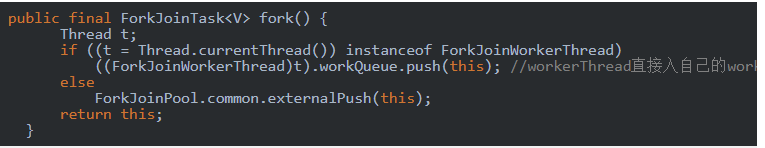 public final ForkJoinTask<V> fork() {
Thread t;
if ((t = Thread.currentThread()) instanceof ForkJoinWorkerThread)
((ForkJoinWorkerThread)t).workQueue.push(this); //workerThread直接入自己的work
else
ForkJoinPool.common.externalPush(this);
return this;
}